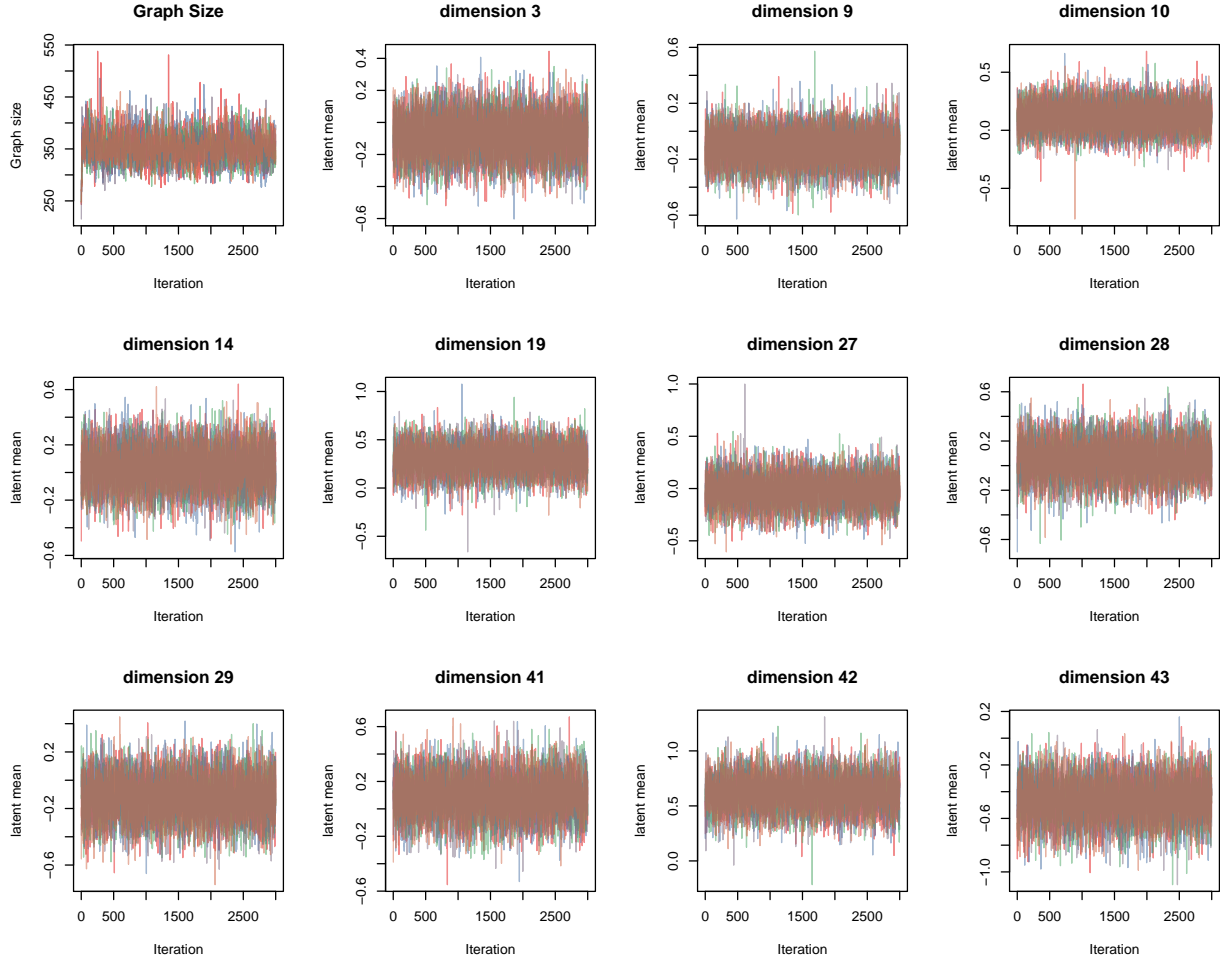 Graph Size
dimension 3
dimension 9
dimension 10
550
450
350
250
Graph size
0 500 1500 2500
Iteration
0.4
0.2
−0.2
−0.6
latent mean
0 500 1500 2500
Iteration
0.6
0.2
−0.2
−0.6
latent mean
0 500 1500 2500
Iteration
0.5
0.0
−0.5
latent mean
0 500 1500 2500
Iteration
dimension 14
dimension 19
dimension 27
dimension 28
0.6
0.2
−0.2
−0.6
latent mean
0 500 1500 2500
Iteration
1.0
0.5
0.0
−0.5
latent mean
0 500 1500 2500
Iteration
1.0
0.5
0.0
−0.5
latent mean
0 500 1500 2500
Iteration
0.6
0.2
−0.2
−0.6
latent mean
0 500 1500 2500
Iteration
dimension 29
dimension 41
dimension 42
dimension 43
0.2
−0.2
−0.6
latent mean
0 500 1500 2500
Iteration
0.6
0.2
−0.2
−0.6
latent mean
0 500 1500 2500
Iteration
1.0
0.5
0.0
latent mean
0 500 1500 2500
Iteration
0.2
−0.2
−0.6
−1.0
latent mean
0 500 1500 2500
Iteration